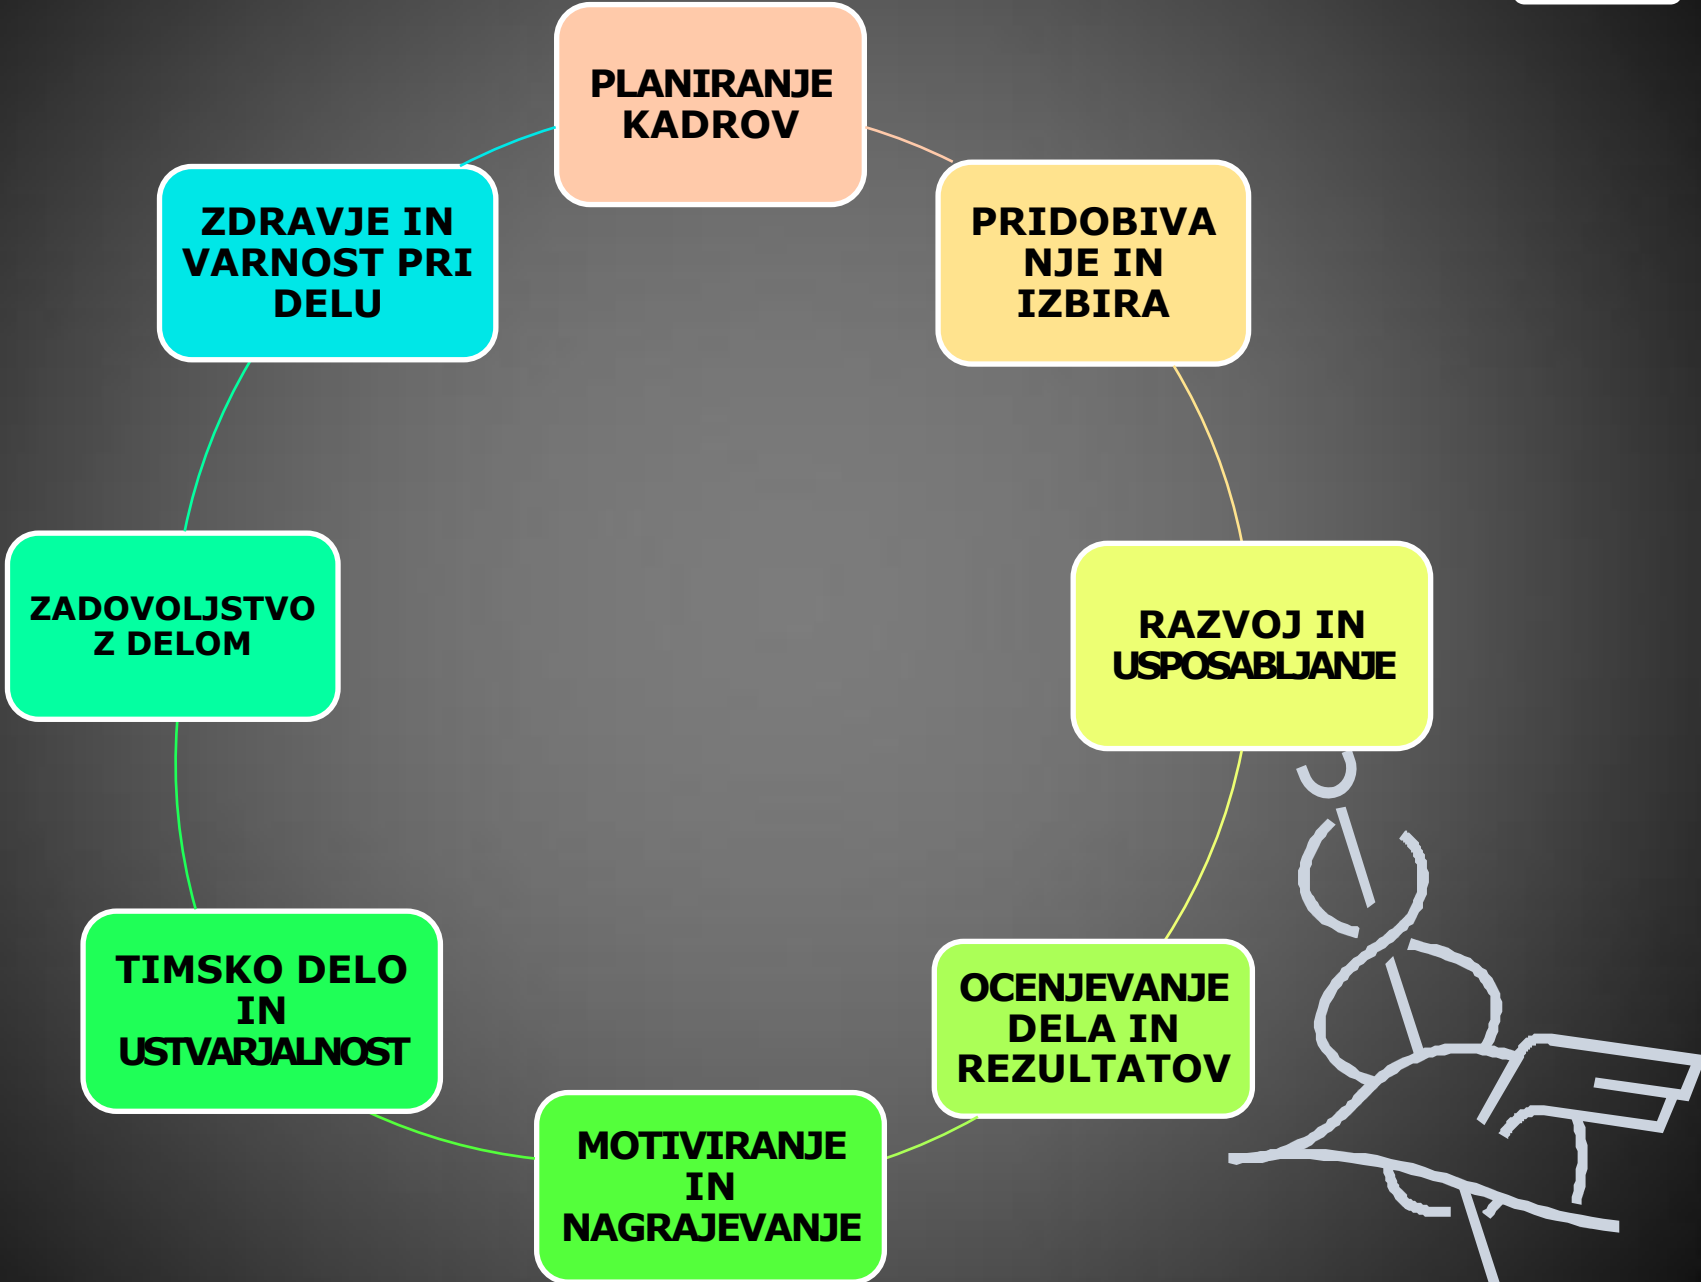 PLANIRANJE
KADROV
PRIDOBIVA
NJE IN
IZBIRA
RAZVOJ IN
USPOSABLJANJE
OCENJEVANJE
DELA IN
REZULTATOV
MOTIVIRANJE
IN
NAGRAJEVANJE
TIMSKO DELO
IN
USTVARJALNOST
ZADOVOLJSTVO
Z DELOM
ZDRAVJE IN
VARNOST PRI
DELU